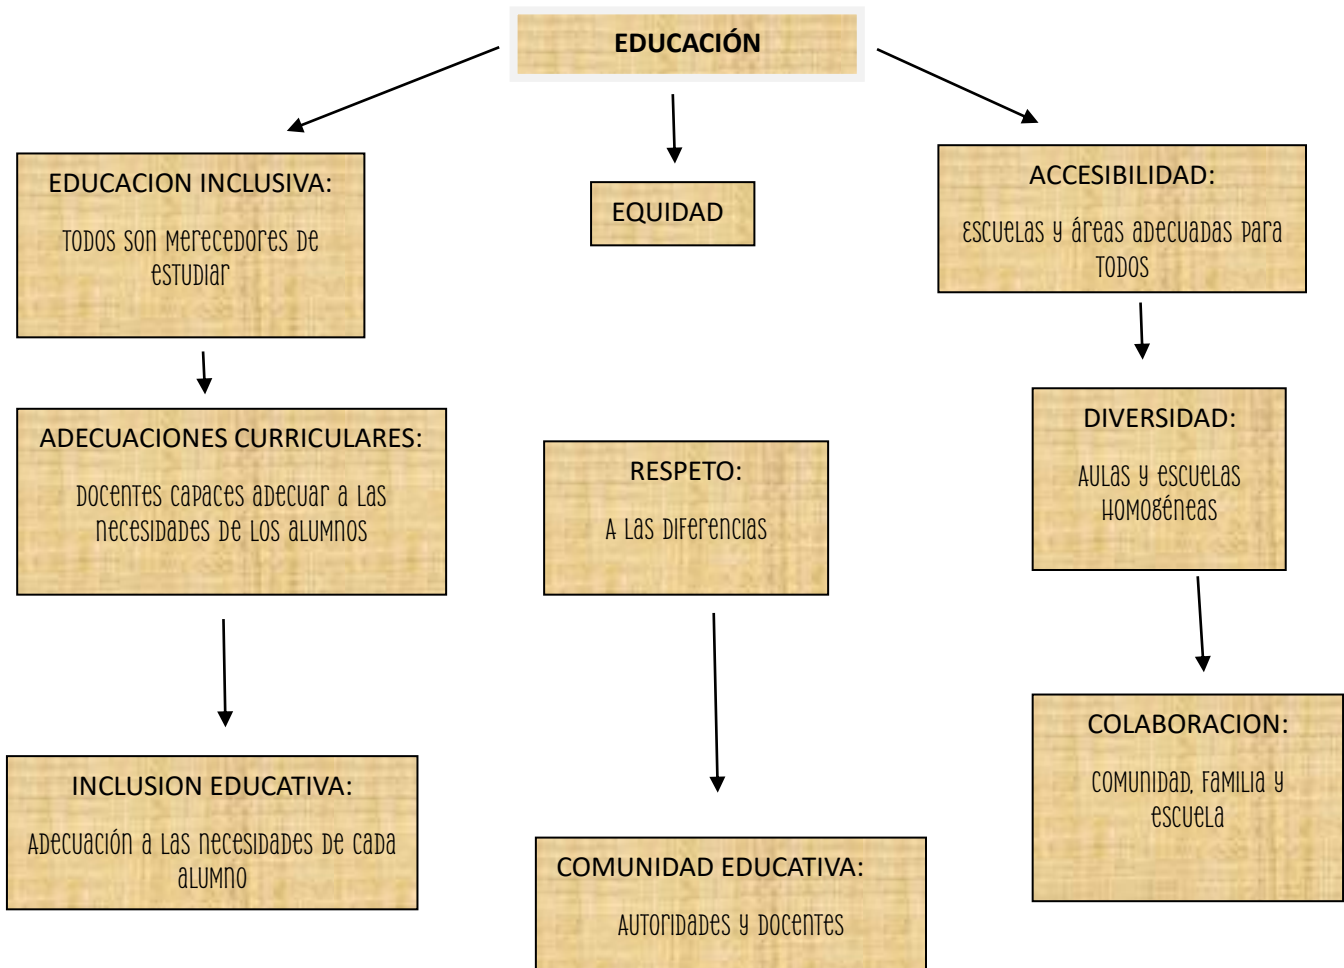 EDUCACIÓN
EDUCACION INCLUSIVA:
TODOS SON MERECEDORES DE
ESTUDIAR
EQUIDAD
ACCESIBILIDAD:
ESCUELAS Y ÁREAS ADECUADAS PARA
TODOS
ADECUACIONES CURRICULARES:
DOCENTES CAPACES ADECUAR A LAS
NECESIDADES DE LOS ALUMNOS
RESPETO:
A LAS DIFERENCIAS
DIVERSIDAD:
AULAS Y ESCUELAS
HOMOGÉNEAS
INCLUSION EDUCATIVA:
ADECUACIÓN A LAS NECESIDADES DE CADA
ALUMNO
COMUNIDAD EDUCATIVA:
AUTORIDADES Y DOCENTES
COLABORACION:
COMUNIDAD, FAMILIA Y
ESCUELA